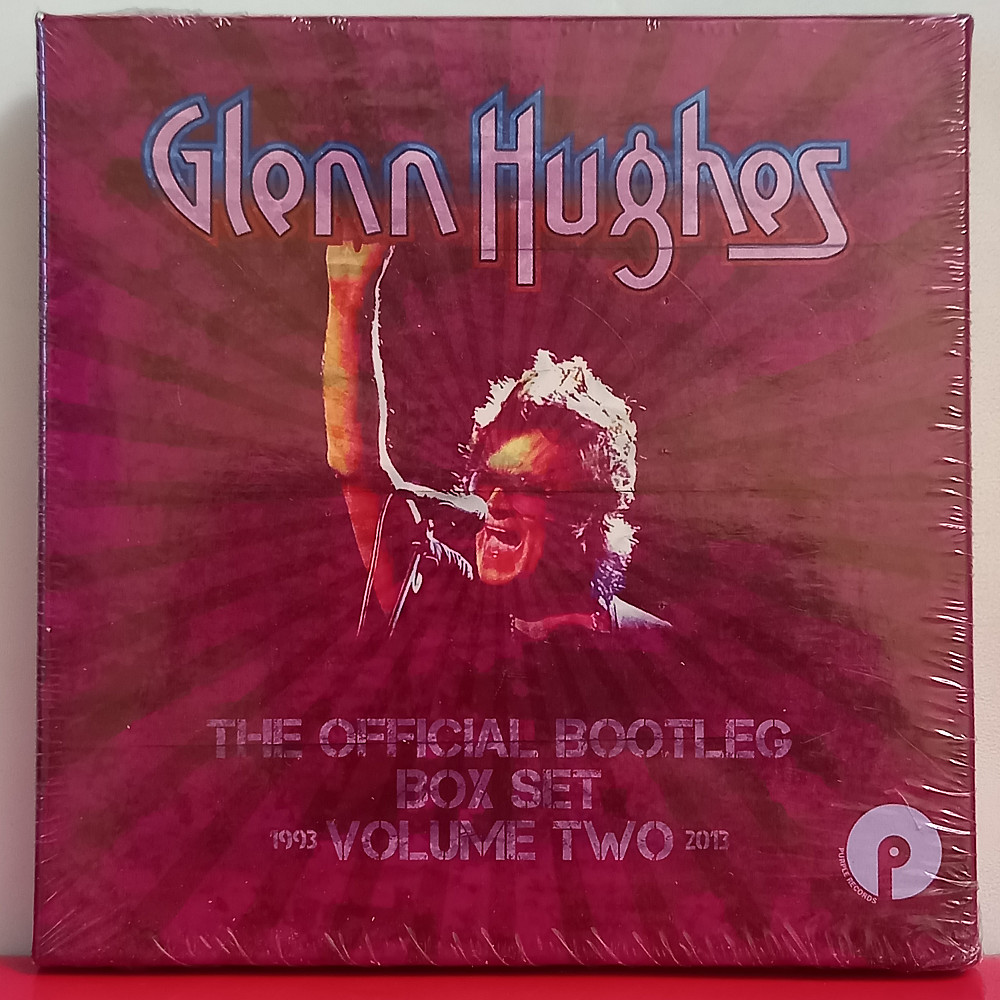 Glenn Hughes
THE OFFICIAL BOOTLEG
BOX SET
1993 VOLUME TWO 2013
PURPLE RECORDS